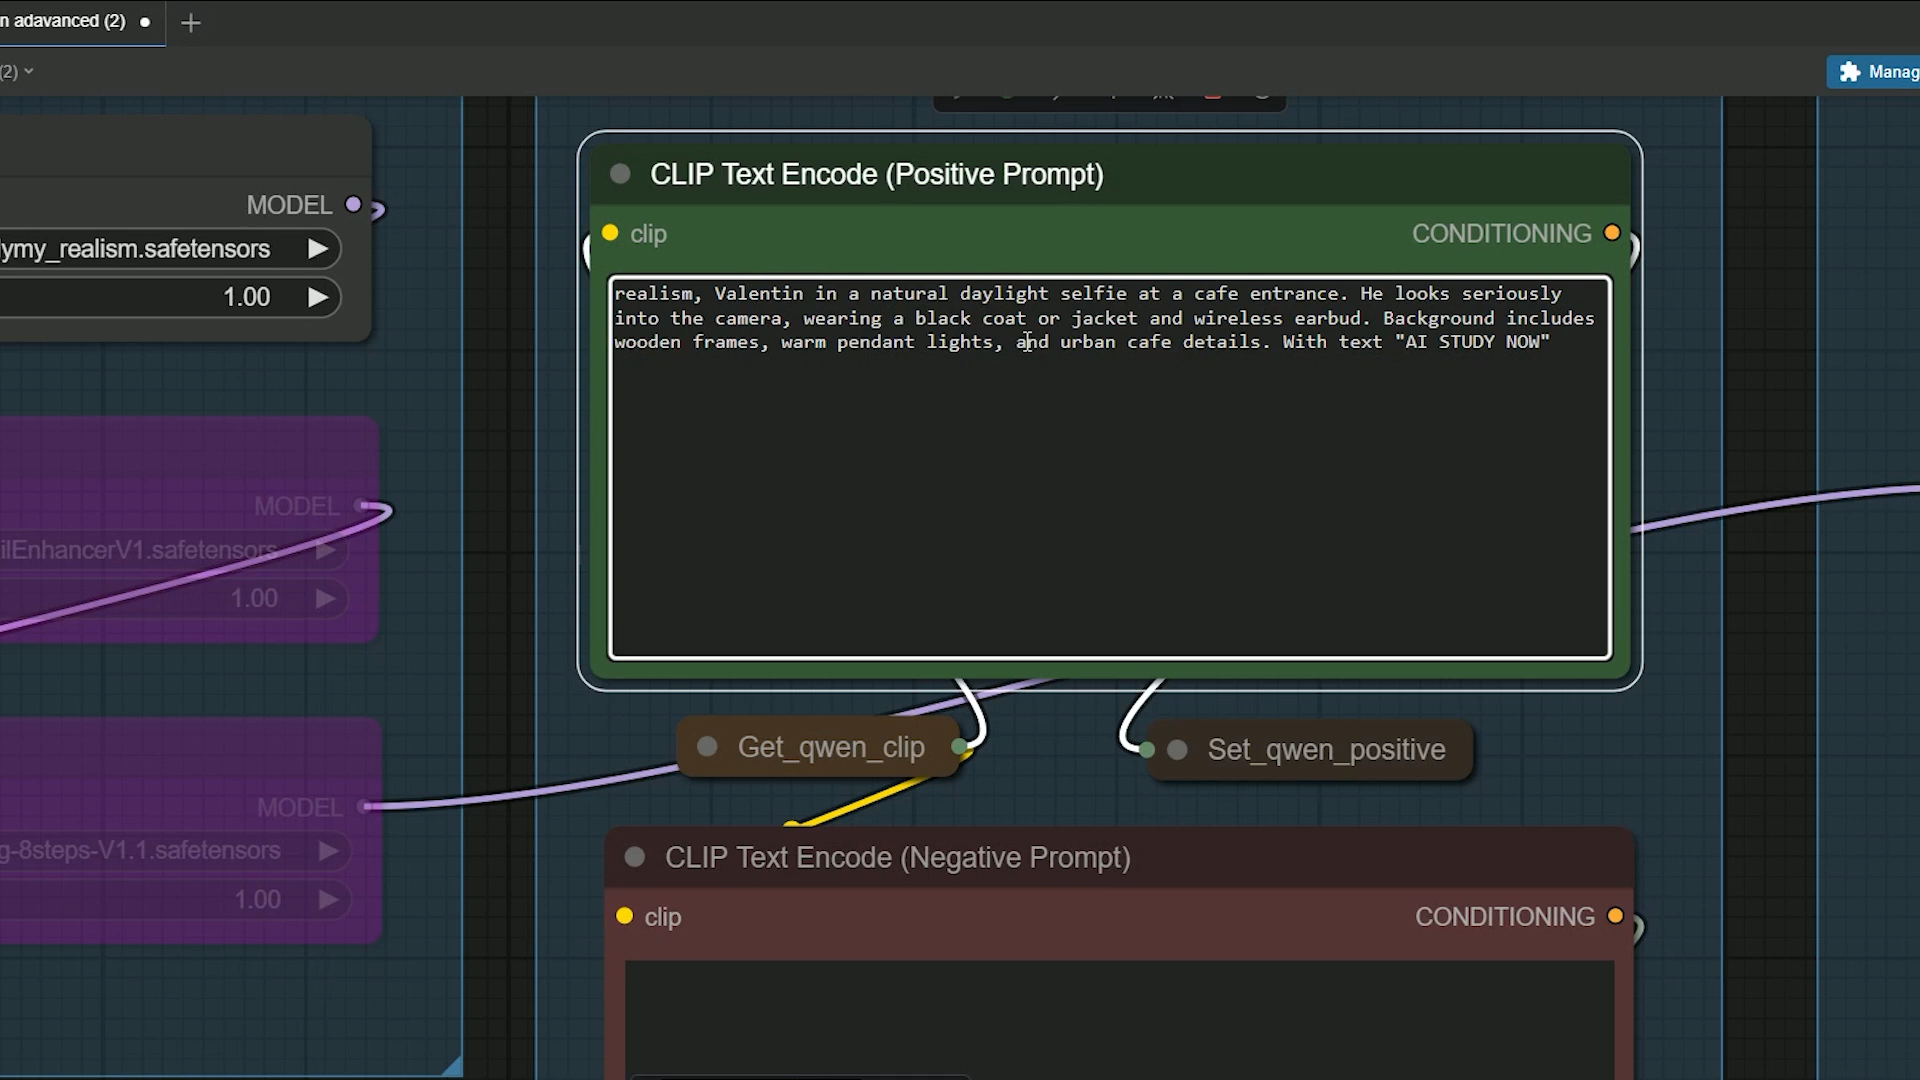 n adavanced (2)
(2)
Manag
MODEL
lymy_realism.safetensors
1.00
MODEL
ilEnhancerV1.safetensors
1.00
MODEL
g-8steps-V1.1.safetensors
1.00
CLIP Text Encode (Positive Prompt)
clip
CONDITIONING
realism, Valentin in a natural daylight selfie at a cafe entrance. He looks seriously
into the camera, wearing a black coat or jacket and wireless earbud. Background includes
wooden frames, warm pendant lights, and urban cafe details. With text "AI STUDY NOW"
Get_qwen_clip
Set_qwen_positive
CLIP Text Encode (Negative Prompt)
clip
CONDITIONING